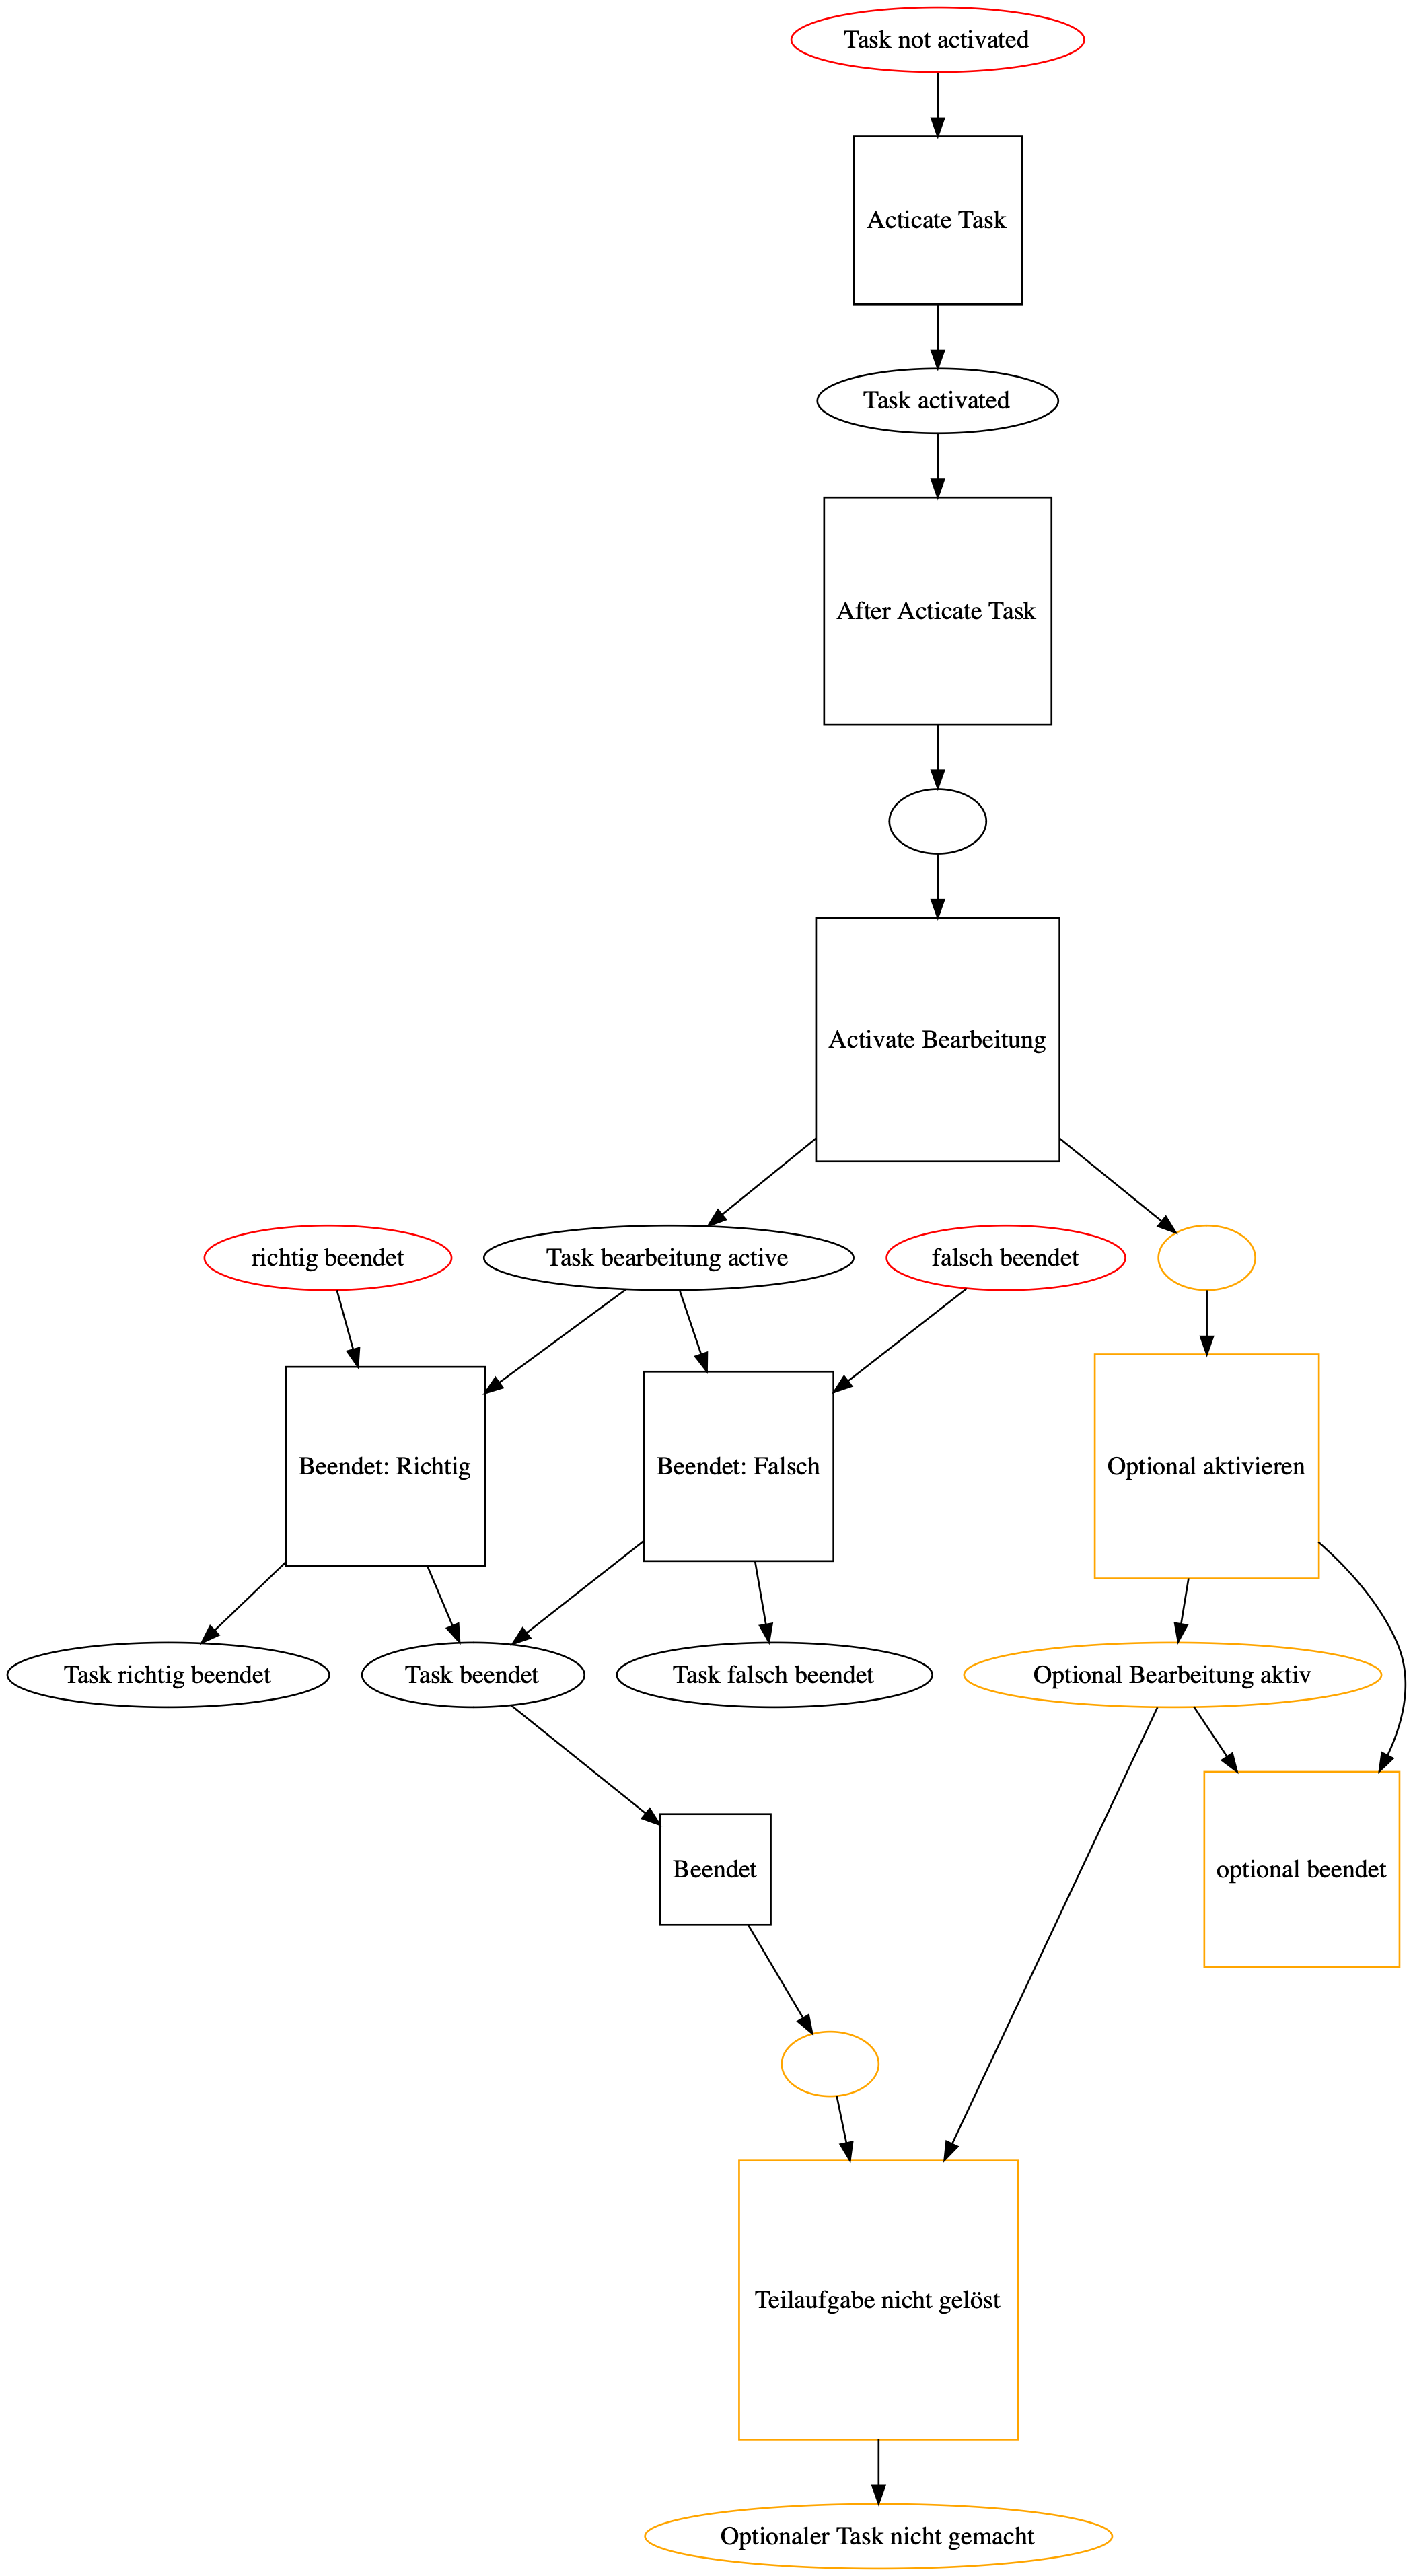 Task not activated
Acticate Task
Task activated
After Acticate Task
Activate Bearbeitung
richtig beendet
Task bearbeitung active
falsch beendet
Beendet: Richtig
Beendet: Falsch
Optional aktivieren
Task richtig beendet
Task beendet
Task falsch beendet
Optional Bearbeitung aktiv
Beendet
optional beendet
Teilaufgabe nicht gelöst
Optionaler Task nicht gemacht